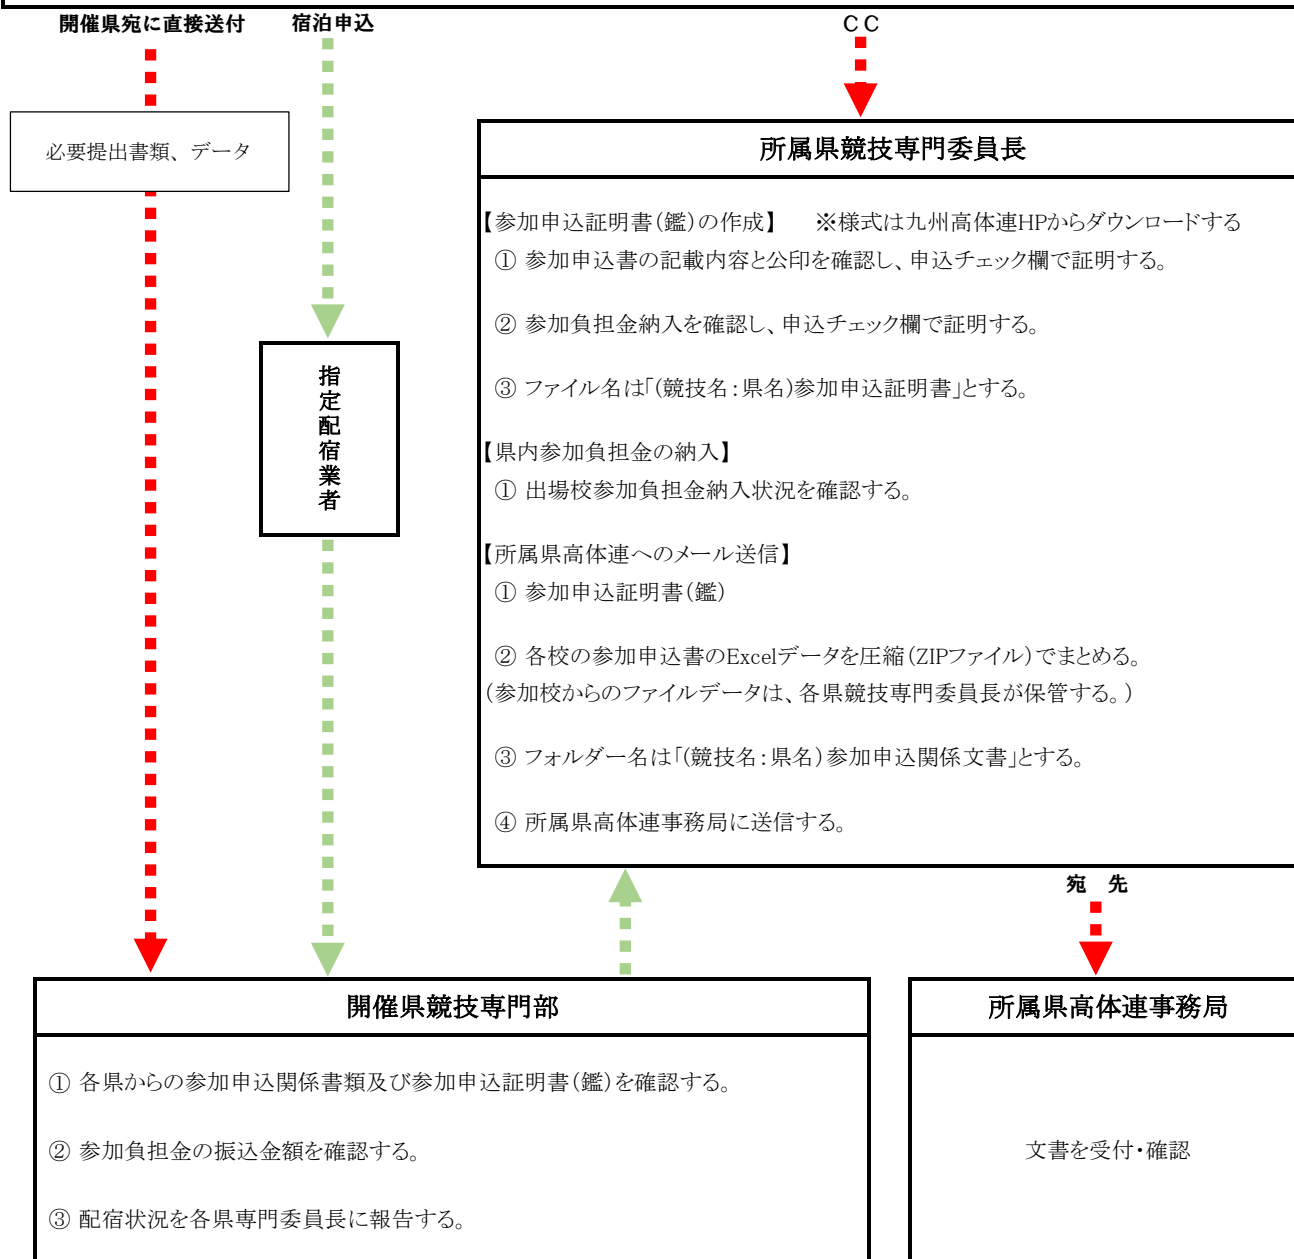 開催県宛に直接送付
宿泊申込
CC
必要提出書類、データ
所属県競技専門委員長
【参加申込証明書(鑑)の作成】　※様式は九州高体連HPからダウンロードする
① 参加申込書の記載内容と公印を確認し、申込チェック欄で証明する。
② 参加負担金納入を確認し、申込チェック欄で証明する。
③ ファイル名は「(競技名:県名)参加申込証明書」とする。
【県内参加負担金の納入】
① 出場校参加負担金納入状況を確認する。
【所属県高体連へのメール送信】
① 参加申込証明書(鑑)
② 各校の参加申込書のExcelデータを圧縮(ZIPファイル)でまとめる。
(参加校からのファイルデータは、各県競技専門委員長が保管する。)
③ フォルダー名は「(競技名:県名)参加申込関係文書」とする。
④ 所属県高体連事務局に送信する。
指定配宿業者
宛　先
開催県競技専門部
① 各県からの参加申込関係書類及び参加申込証明書(鑑)を確認する。
② 参加負担金の振込金額を確認する。
③ 配宿状況を各県専門委員長に報告する。
所属県高体連事務局
文書を受付・確認